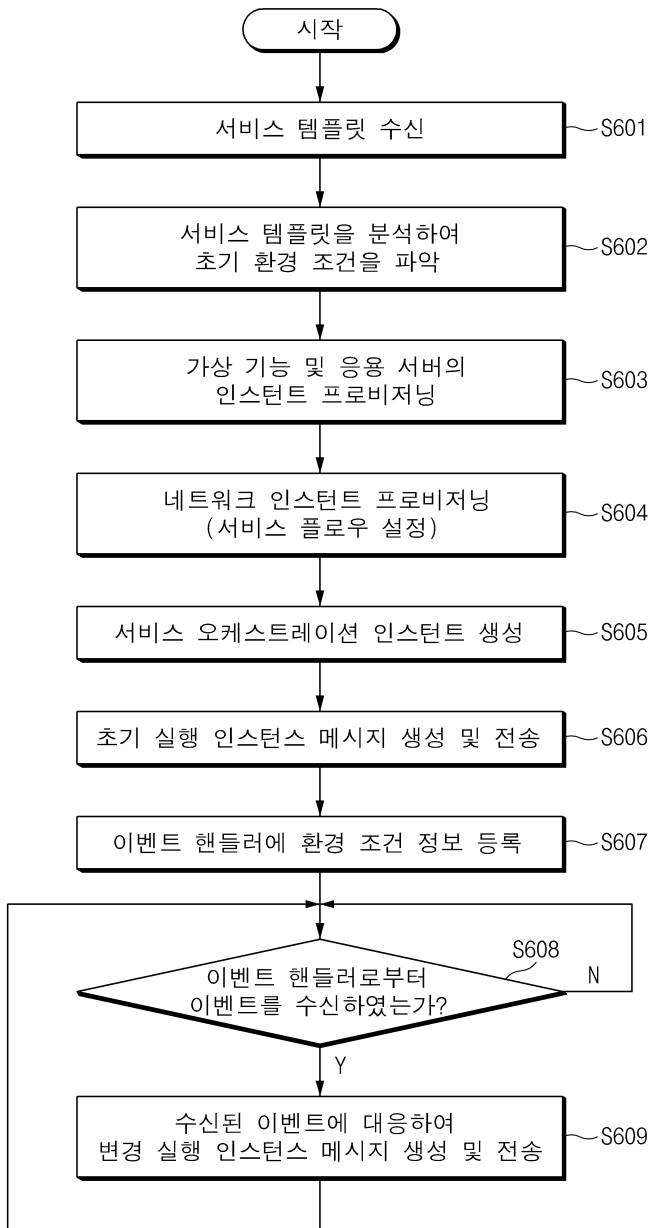 시작
서비스 템플릿 수신
S601
서비스 템플릿을 분석하여
초기 환경 조건을 파악
S602
가상 기능 및 응용 서버의
인스턴트 프로비저닝
S603
네트워크 인스턴트 프로비저닝
(서비스 플로우 설정)
S604
서비스 오케스트레이션 인스턴트 생성
S605
초기 실행 인스턴스 메시지 생성 및 전송
S606
이벤트 핸들러에 환경 조건 정보 등록
S607
이벤트 핸들러로부터
이벤트를 수신하였는가?
S608
N
Y
수신된 이벤트에 대응하여
변경 실행 인스턴스 메시지 생성 및 전송
S609